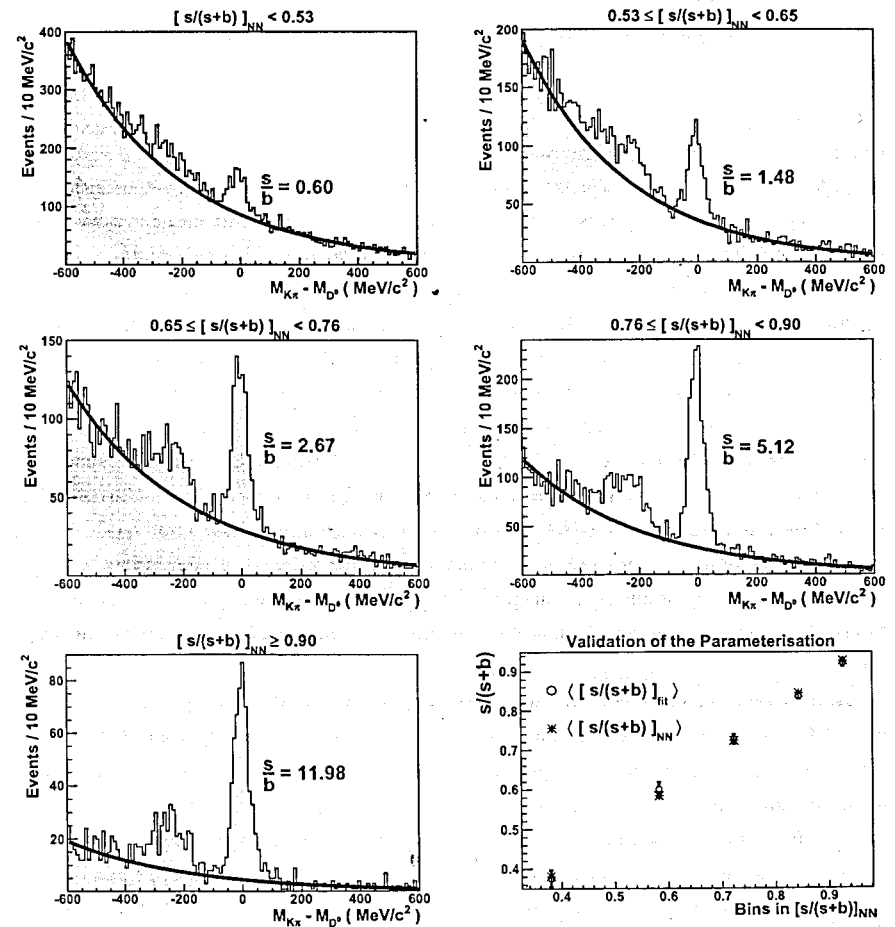 [ s/(s+b) ]NN < 0.53
Events / 10 MeV/c²
400
300
200
100
s/b = 0.60
-600 -400 -200 0 200 400 600
MKπ - MD⁰ ( MeV/c² )
0.53 ≤ [ s/(s+b) ]NN < 0.65
Events / 10 MeV/c²
200
150
100
50
s/b = 1.48
-600 -400 -200 0 200 400 600
MKπ - MD⁰ ( MeV/c² )
0.65 ≤ [ s/(s+b) ]NN < 0.76
Events / 10 MeV/c²
150
100
50
s/b = 2.67
-600 -400 -200 0 200 400 600
MKπ - MD⁰ ( MeV/c² )
0.76 ≤ [ s/(s+b) ]NN < 0.90
Events / 10 MeV/c²
200
150
100
50
s/b = 5.12
-600 -400 -200 0 200 400 600
MKπ - MD⁰ ( MeV/c² )
[ s/(s+b) ]NN ≥ 0.90
Events / 10 MeV/c²
80
60
40
20
s/b = 11.98
-600 -400 -200 0 200 400 600
MKπ - MD⁰ ( MeV/c² )
Validation of the Parameterisation
s/(s+b)
0.9
0.8
0.7
0.6
0.5
0.4
⟨ [ s/(s+b) ]fit ⟩
⟨ [ s/(s+b) ]NN ⟩
0.4 0.5 0.6 0.7 0.8 0.9
Bins in [s/(s+b)]NN